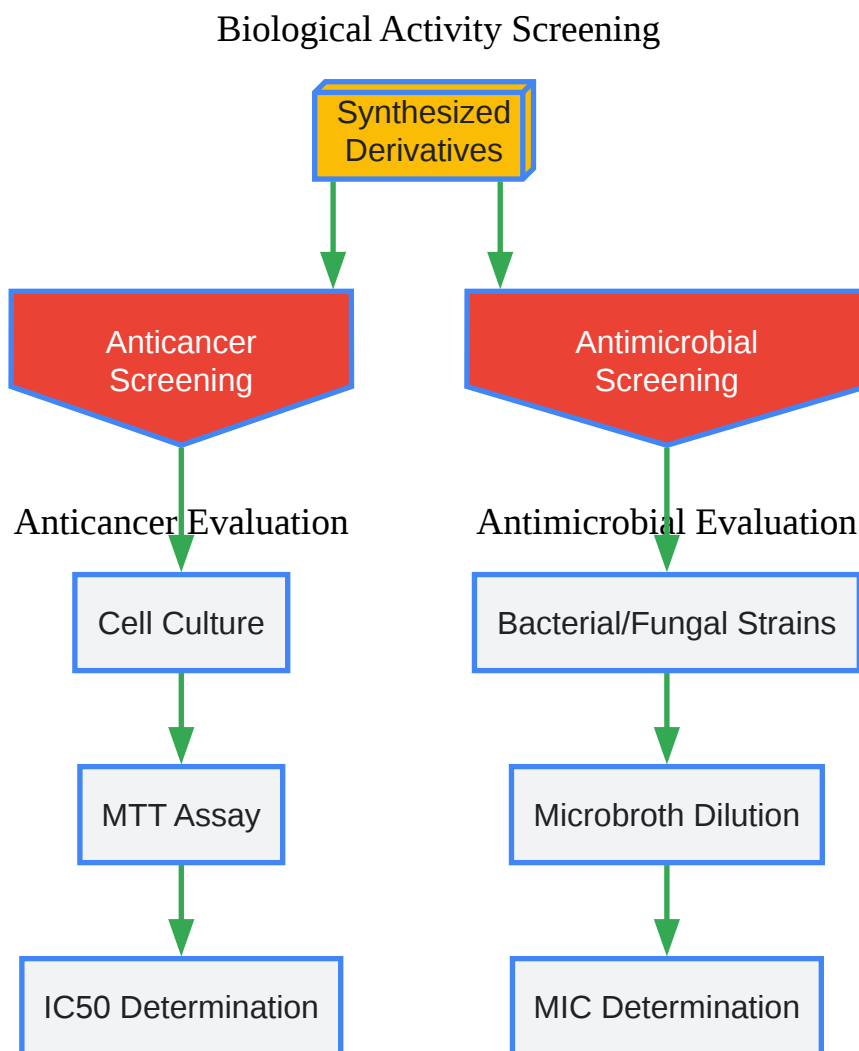 Biological Activity Screening
Synthesized
Derivatives
Anticancer
Screening
Antimicrobial
Screening
Anticancer Evaluation
Antimicrobial Evaluation
Cell Culture
Bacterial/Fungal Strains
MTT Assay
Microbroth Dilution
IC50 Determination
MIC Determination